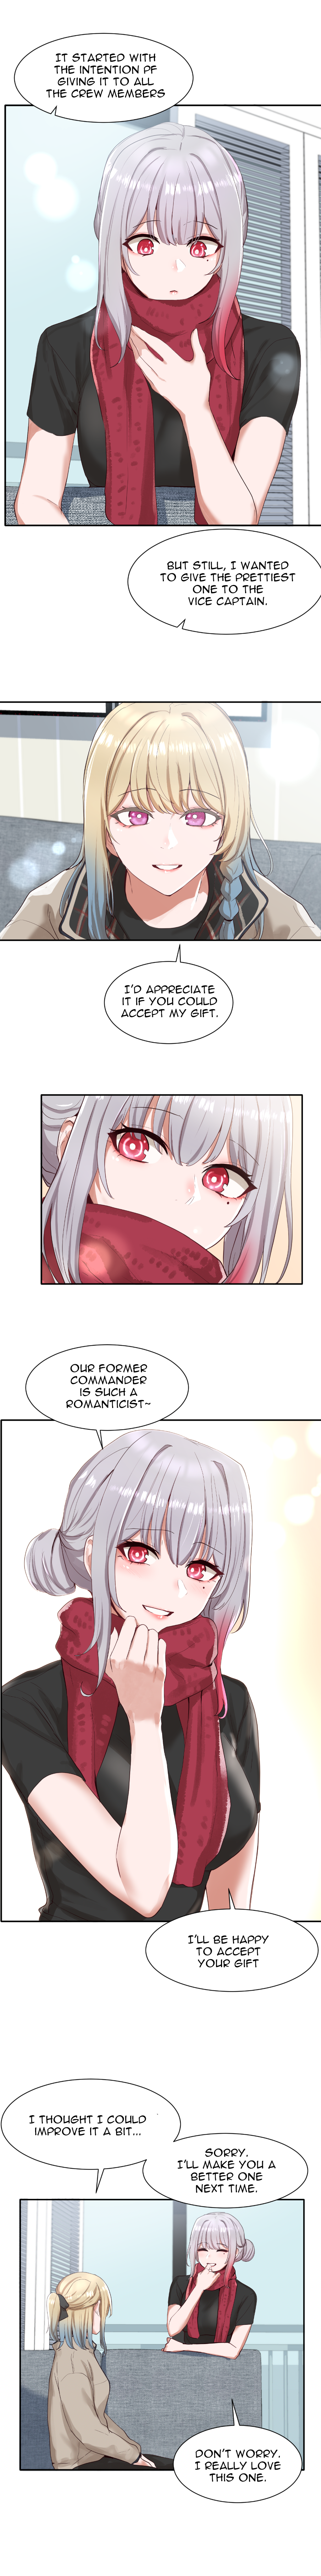 IT STARTED WITH
THE INTENTION PF
GIVING IT TO ALL
THE CREW MEMBERS
BUT STILL, I WANTED
TO GIVE THE PRETTIEST
ONE TO THE
VICE CAPTAIN.
I'D APPRECIATE
IT IF YOU COULD
ACCEPT MY GIFT.
OUR FORMER
COMMANDER
IS SUCH A
ROMANTICIST~
I'LL BE HAPPY
TO ACCEPT
YOUR GIFT
I THOUGHT I COULD
IMPROVE IT A BIT...
SORRY.
I'LL MAKE YOU A
BETTER ONE
NEXT TIME.
DON'T WORRY.
I REALLY LOVE
THIS ONE.